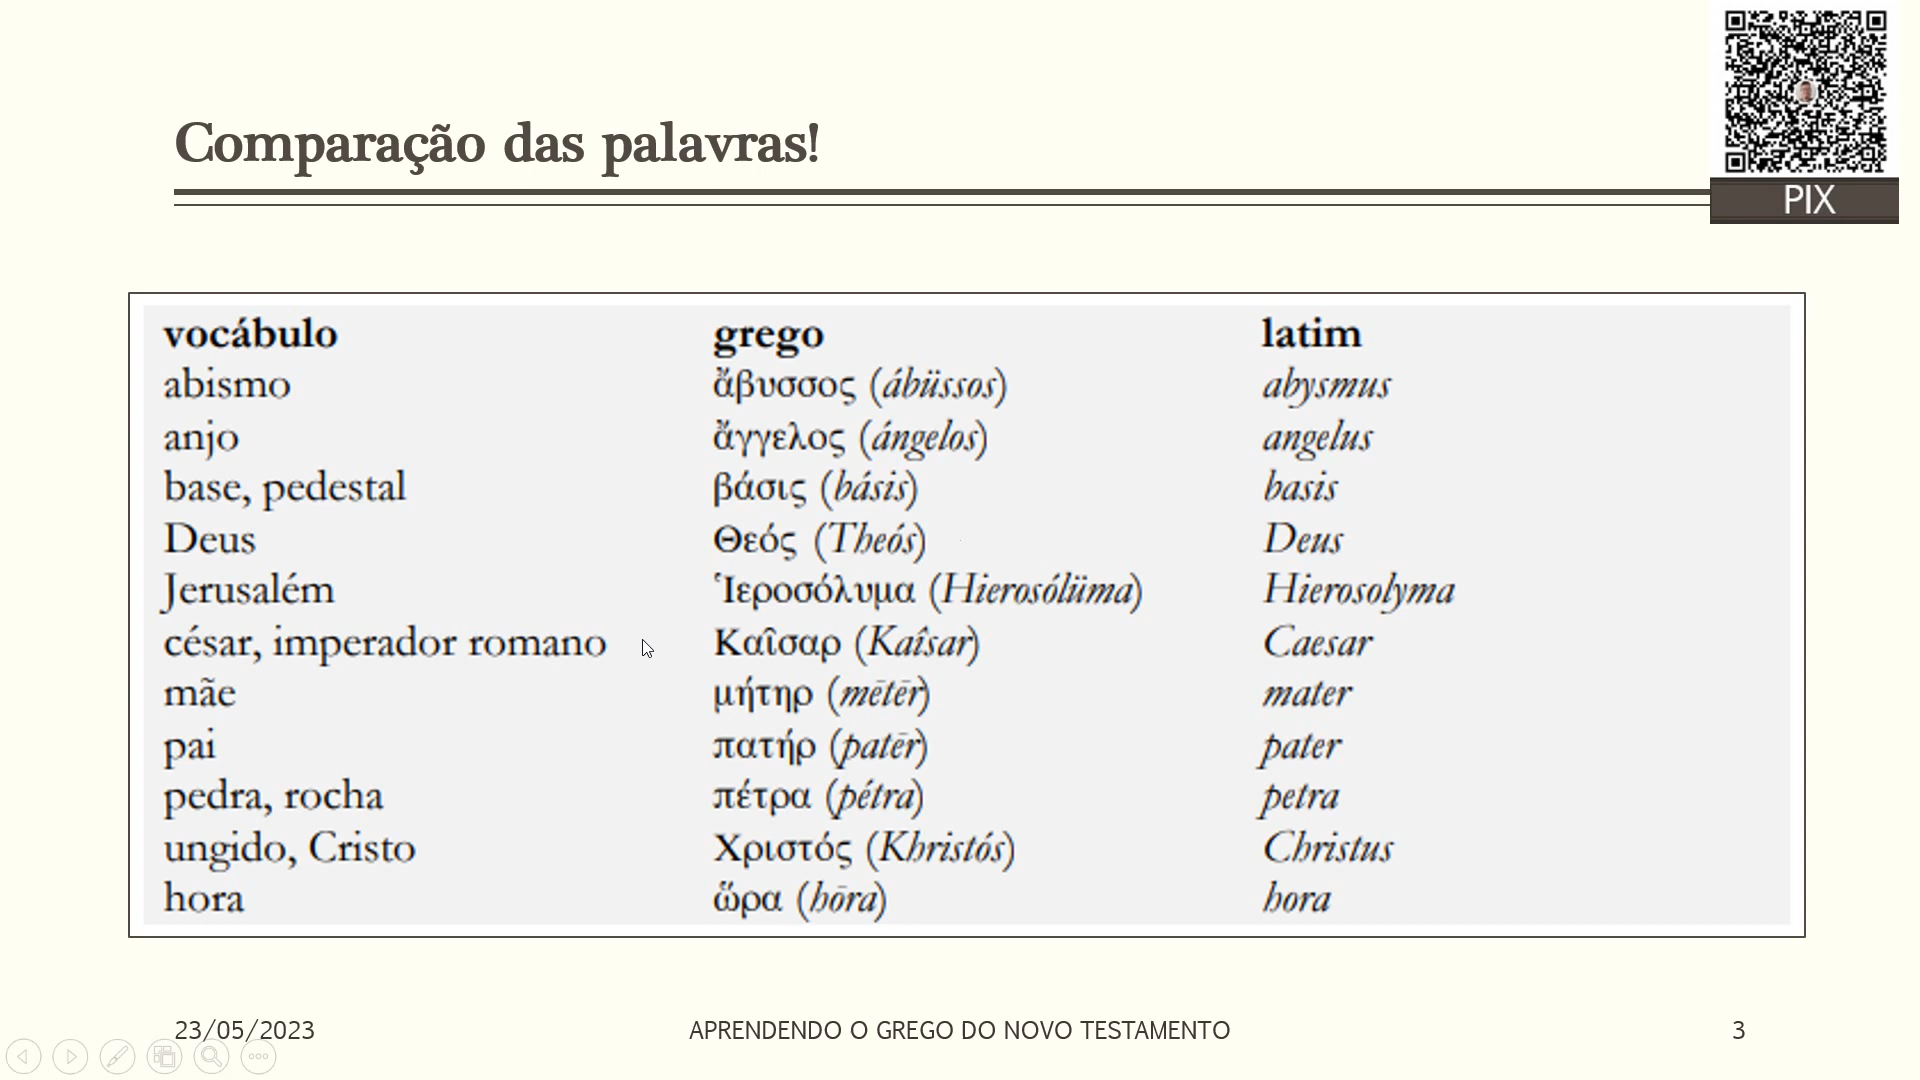 PIX
Comparação das palavras!
vocábulo grego latim
abismo ἄβυσσος (ábüssos) abysmus
anjo ἄγγελος (ángelos) angelus
base, pedestal βάσις (básis) basis
Deus Θεός (Theós) Deus
Jerusalém Ἱεροσόλυμα (Hierosólüma) Hierosolyma
césar, imperador romano Καῖσαρ (Kaîsar) Caesar
mãe μήτηρ (mētēr) mater
pai πατήρ (patēr) pater
pedra, rocha πέτρα (pétra) petra
ungido, Cristo Χριστός (Khristós) Christus
hora ὥρα (hōra) hora
23/05/2023 APRENDENDO O GREGO DO NOVO TESTAMENTO 3